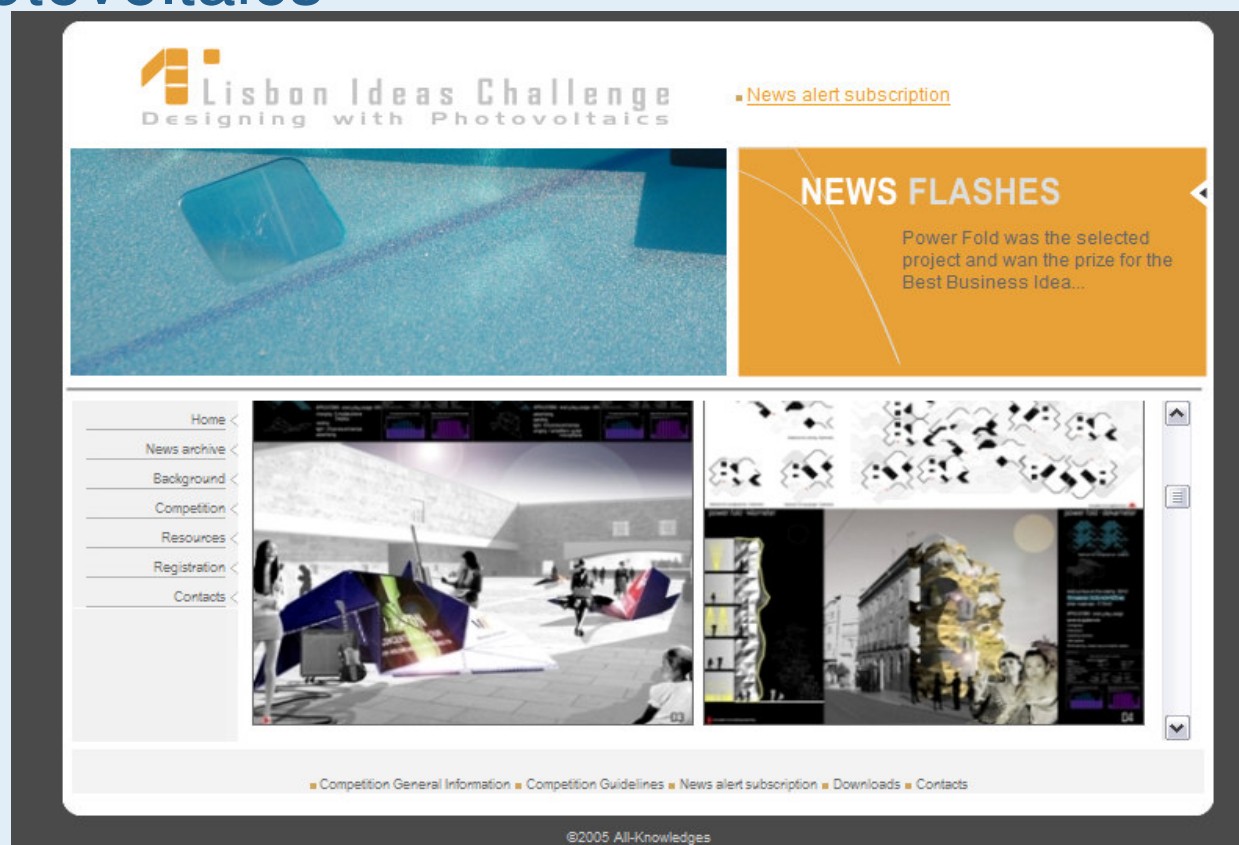 Lisbon Ideas Challenge
Designing with Photovoltaics
News alert subscription
NEWS FLASHES
Power Fold was the selected
project and wan the prize for the
Best Business Idea...
Home
News archive
Background
Competition
Resources
Registration
Contacts
03
04
Competition General Information Competition Guidelines News alert subscription Downloads Contacts
©2005 All-Knowledges